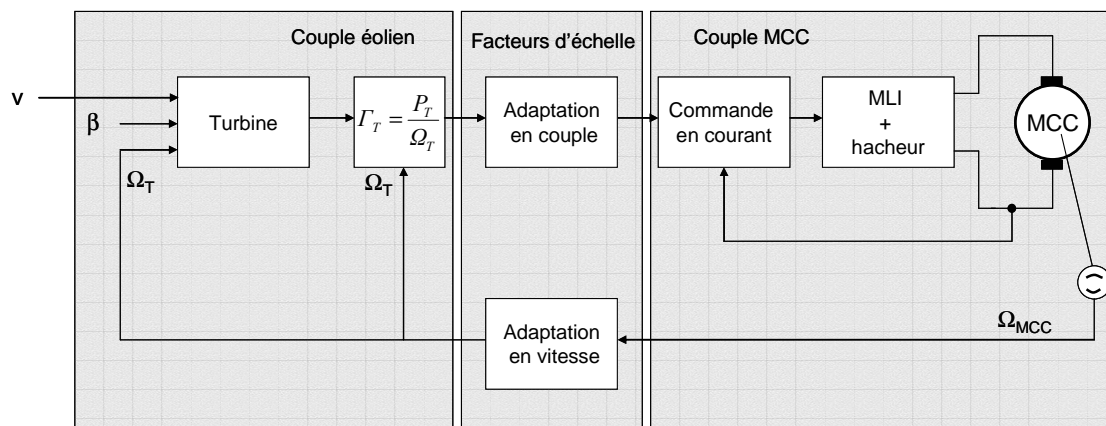 Couple éolien
Facteurs d'échelle
Couple MCC
v
β
Ω_T
Turbine
Γ_T = P_T / Ω_T
Ω_T
Adaptation
en couple
Commande
en courant
MLI
+
hacheur
MCC
Adaptation
en vitesse
Ω_MCC